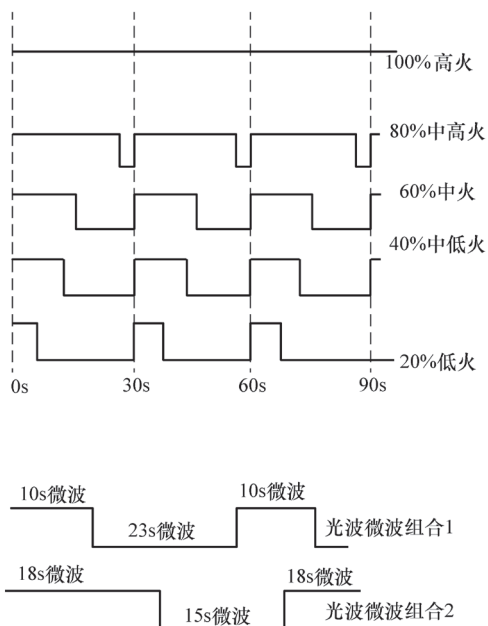 100%高火
80%中高火
60%中火
40%中低火
20%低火
0s 30s 60s 90s
10s微波 10s微波
23s微波 光波微波组合1
18s微波 18s微波
15s微波 光波微波组合2